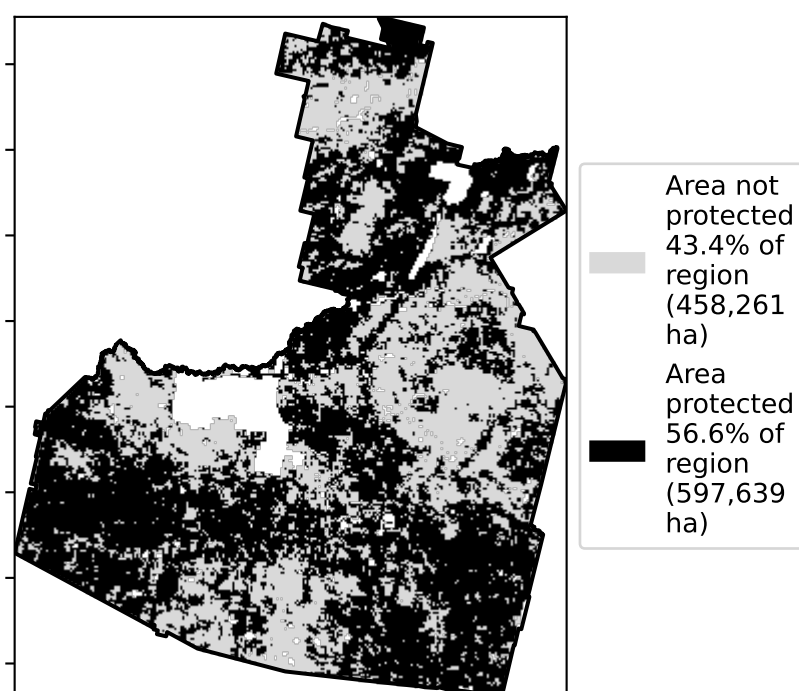 Area not
protected
43.4% of
region
(458,261
ha)
Area
protected
56.6% of
region
(597,639
ha)